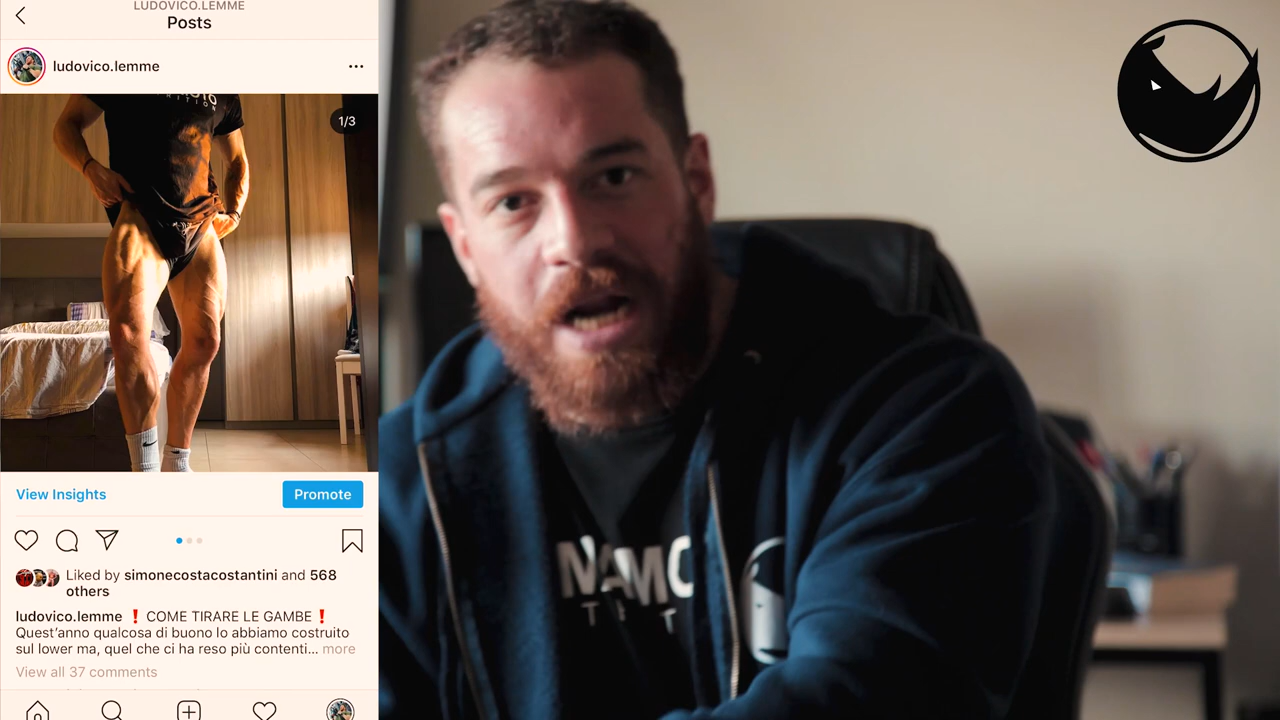 LUDOVICO.LEMME
Posts
ludovico.lemme
1/3
View Insights
Promote
Liked by simonecostacostantini and 568
others
ludovico.lemme ❗ COME TIRARE LE GAMBE ❗
Quest'anno qualcosa di buono lo abbiamo costruito
sul lower ma, quel che ci ha reso più contenti... more
View all 37 comments